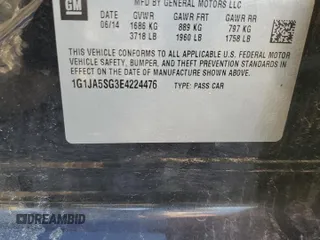 GM
MFD BY GENERAL MOTORS LLC
DATE GVWR GAWR FRT GAWR RR
06/14 1686 KG 889 KG 797 KG
3718 LB 1960 LB 1758 LB
THIS VEHICLE CONFORMS TO ALL APPLICABLE U.S. FEDERAL MOTOR
VEHICLE SAFETY, BUMPER, AND THEFT PREVENTION STANDARDS
IN EFFECT ON THE DATE OF MANUFACTURE SHOWN ABOVE.
1G1JA5SG3E4224476 TYPE: PASS CAR
DREAMBID